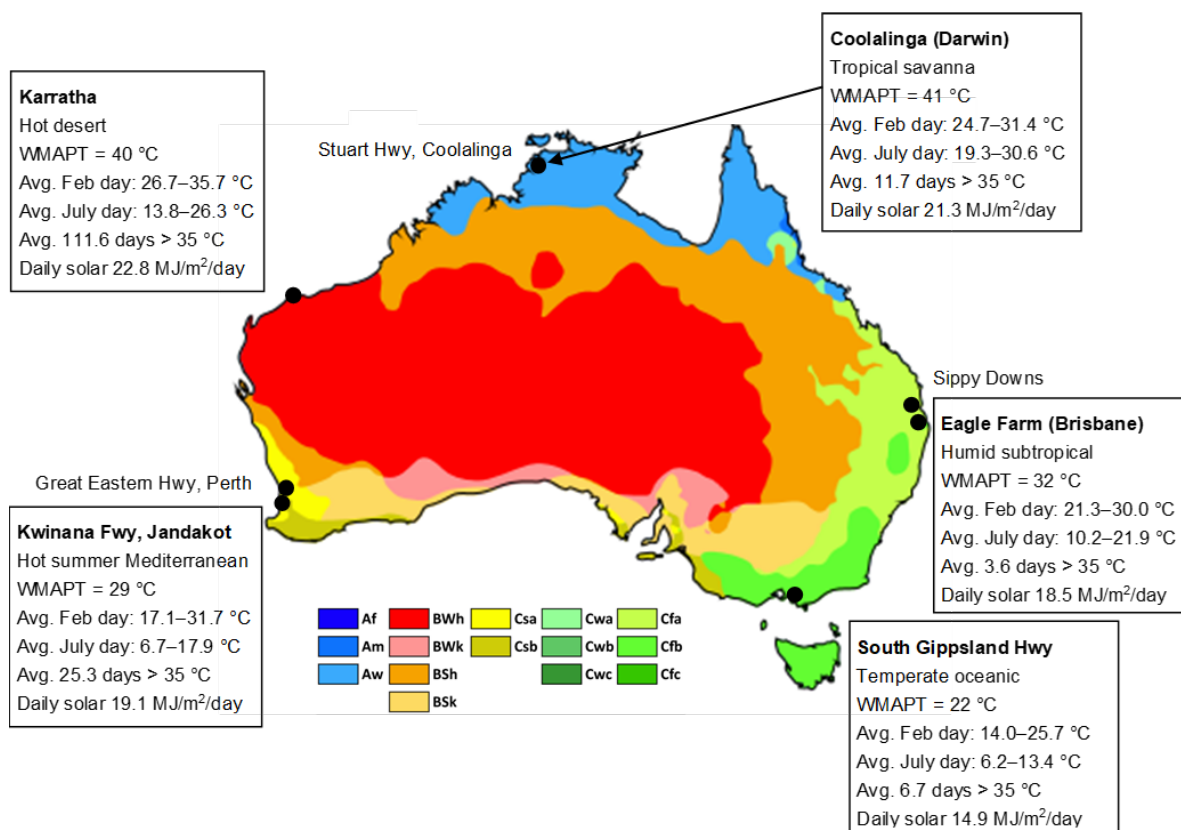 Karratha
Hot desert
WMAPT = 40 °C
Avg. Feb day: 26.7–35.7 °C
Avg. July day: 13.8–26.3 °C
Avg. 111.6 days > 35 °C
Daily solar 22.8 MJ/m²/day
Stuart Hwy, Coolalinga
Coolalinga (Darwin)
Tropical savanna
WMAPT = 41 °C
Avg. Feb day: 24.7–31.4 °C
Avg. July day: 19.3–30.6 °C
Avg. 11.7 days > 35 °C
Daily solar 21.3 MJ/m²/day
Sippy Downs
Eagle Farm (Brisbane)
Humid subtropical
WMAPT = 32 °C
Avg. Feb day: 21.3–30.0 °C
Avg. July day: 10.2–21.9 °C
Avg. 3.6 days > 35 °C
Daily solar 18.5 MJ/m²/day
Great Eastern Hwy, Perth
Kwinana Fwy, Jandakot
Hot summer Mediterranean
WMAPT = 29 °C
Avg. Feb day: 17.1–31.7 °C
Avg. July day: 6.7–17.9 °C
Avg. 25.3 days > 35 °C
Daily solar 19.1 MJ/m²/day
Af BWh Csa Cwa Cfa
Am BWk Csb Cwb Cfb
Aw BSh Cwc Cfc
BSk
South Gippsland Hwy
Temperate oceanic
WMAPT = 22 °C
Avg. Feb day: 14.0–25.7 °C
Avg. July day: 6.2–13.4 °C
Avg. 6.7 days > 35 °C
Daily solar 14.9 MJ/m²/day